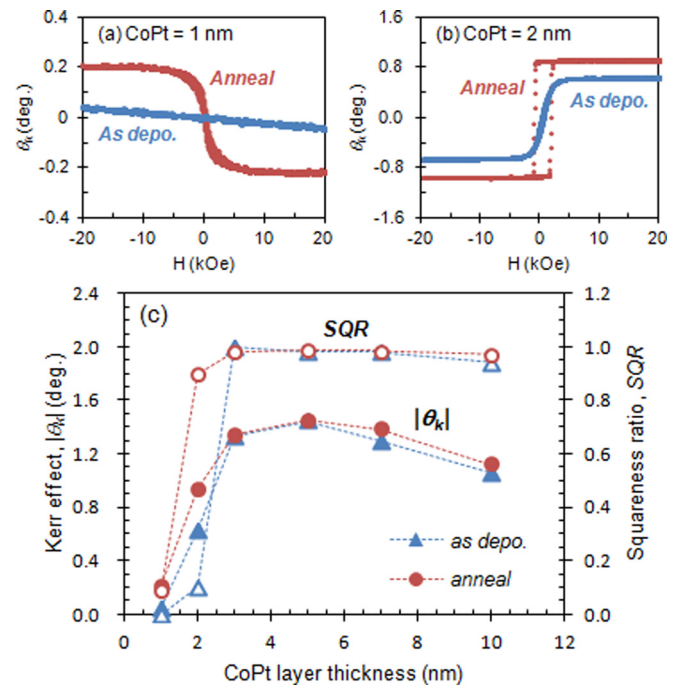 (a) CoPt = 1 nm
0.4
0.2
0.0
-0.2
-0.4
θk (deg.)
Anneal
As depo.
-20 -10 0 10 20
H (kOe)
(b) CoPt = 2 nm
1.6
0.8
0.0
-0.8
-1.6
θk (deg.)
Anneal
As depo.
-20 -10 0 10 20
H (kOe)
(c)
2.4
2.0
1.6
1.2
0.8
0.4
0.0
Kerr effect, |θk| (deg.)
SQR
|θk|
as depo.
anneal
1.2
1.0
0.8
0.6
0.4
0.2
0.0
Squareness ratio, SQR
0 2 4 6 8 10 12
CoPt layer thickness (nm)